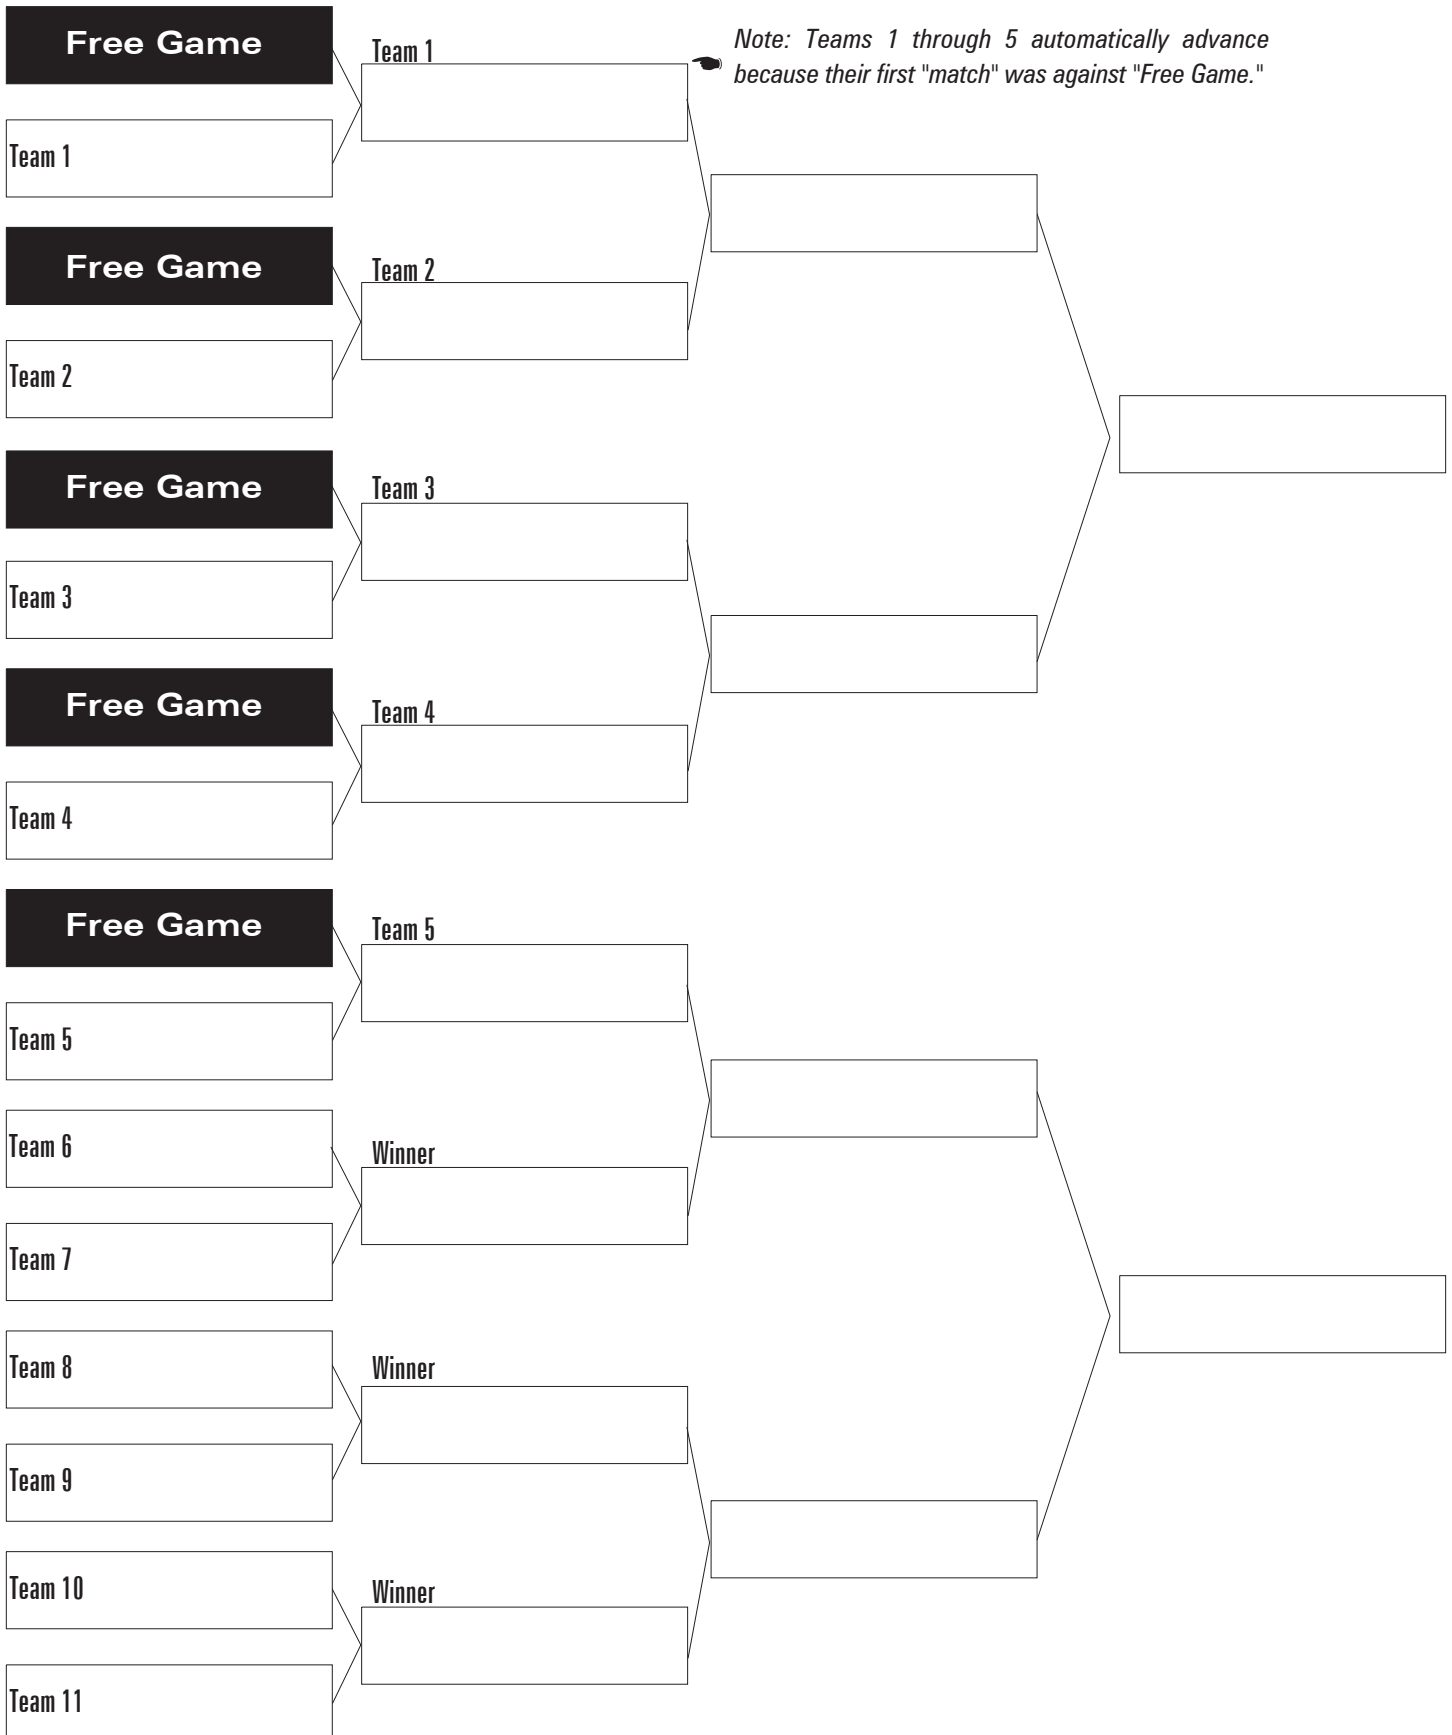 Free Game
Team 1
Free Game
Team 2
Free Game
Team 3
Free Game
Team 4
Free Game
Team 5
Team 6
Team 7
Team 8
Team 9
Team 10
Team 11
Team 1
Team 2
Team 3
Team 4
Team 5
Winner
Winner
Winner
Note: Teams 1 through 5 automatically advance
because their first "match" was against "Free Game."